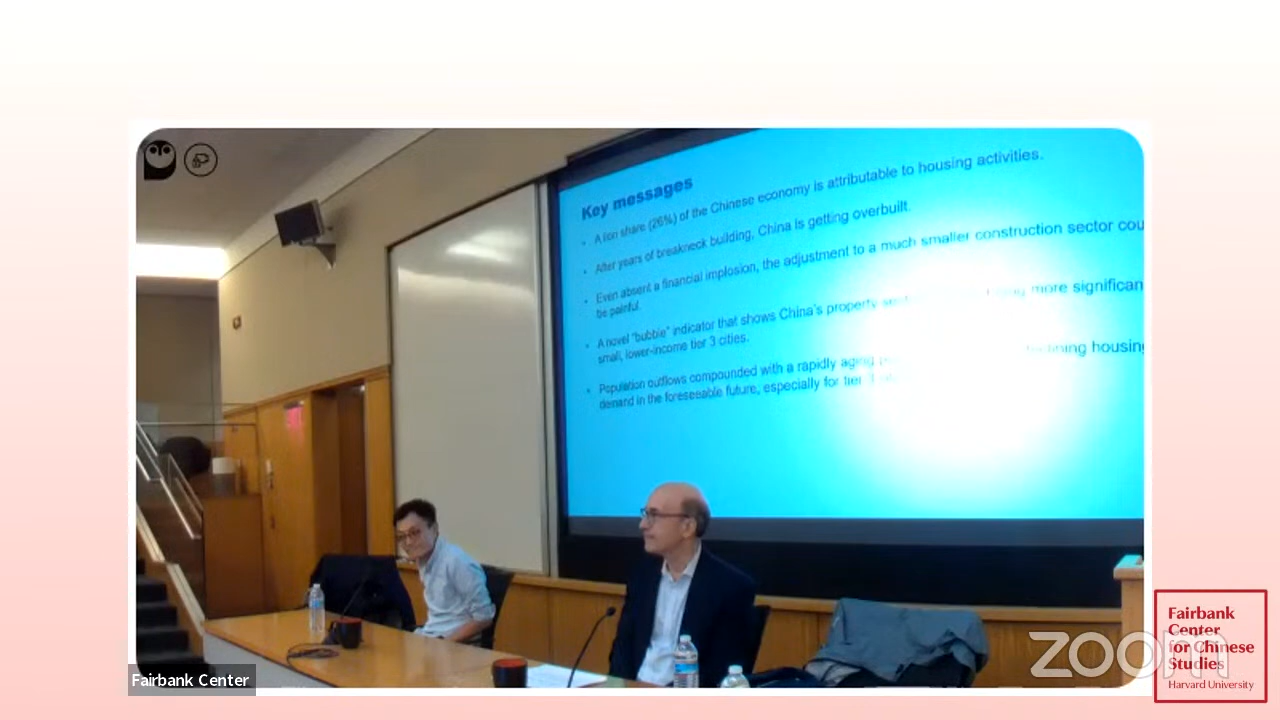 Key messages
• A lion share (26%) of the Chinese economy is attributable to housing activities.
• After years of breakneck building, China is getting overbuilt.
• Even absent a financial implosion, the adjustment to a much smaller construction sector cou
be painful.
• A novel "bubble" indicator that shows China's property more significan
small, lower-income tier 3 cities.
• Population outflows compounded with a rapidly aging housing
demand in the foreseeable future, especially for tier 3
Fairbank Center
zoom
Fairbank
Center
for Chinese
Studies
Harvard University